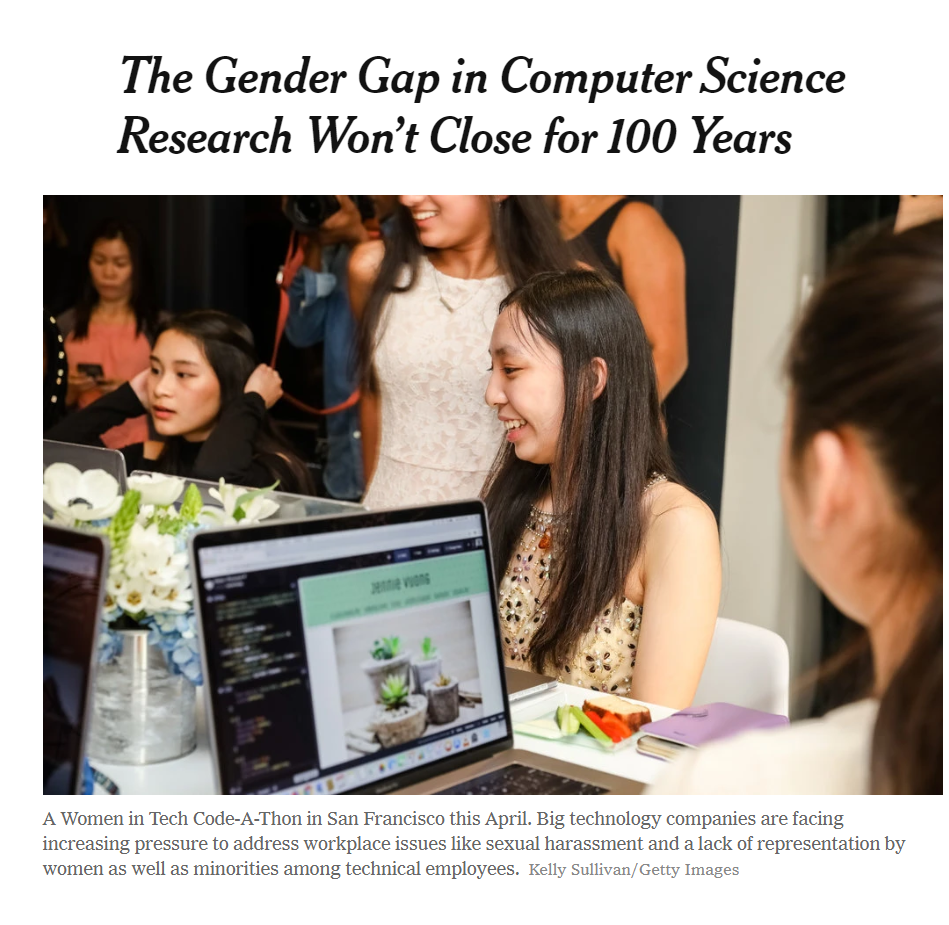 The Gender Gap in Computer Science
Research Won’t Close for 100 Years
Jennie Vuong
A Women in Tech Code-A-Thon in San Francisco this April. Big technology companies are facing
increasing pressure to address workplace issues like sexual harassment and a lack of representation by
women as well as minorities among technical employees. Kelly Sullivan/Getty Images